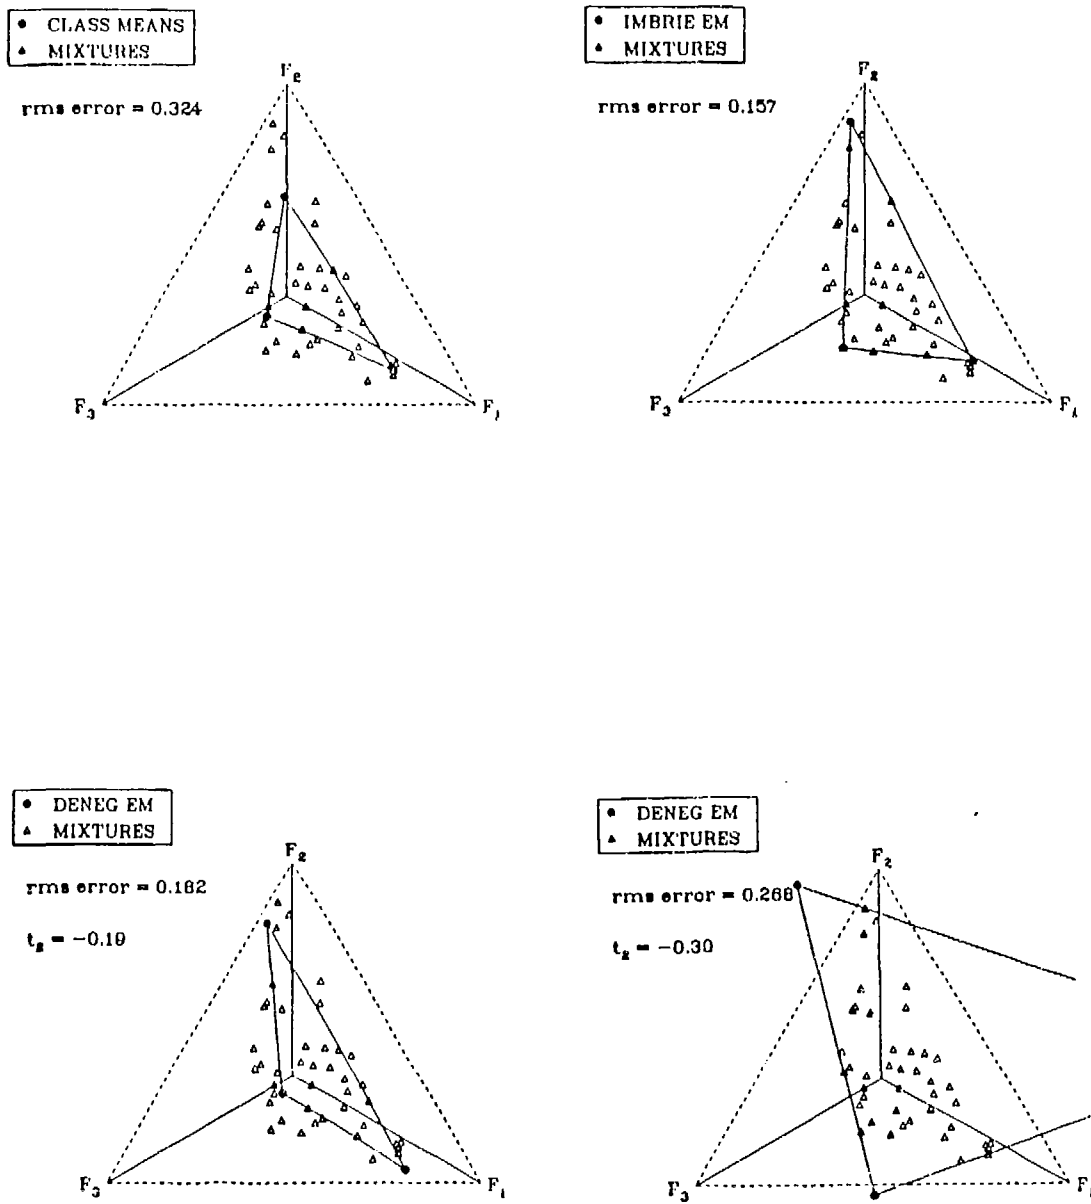 CLASS MEANS
MIXTURES
rms error = 0.324
F₂
F₃
F₁
IMBRIE EM
MIXTURES
rms error = 0.157
F₂
F₃
F₁
DENEG EM
MIXTURES
rms error = 0.182
t₂ = −0.19
F₂
F₃
F₁
DENEG EM
MIXTURES
rms error = 0.268
t₂ = −0.30
F₂
F₃
F